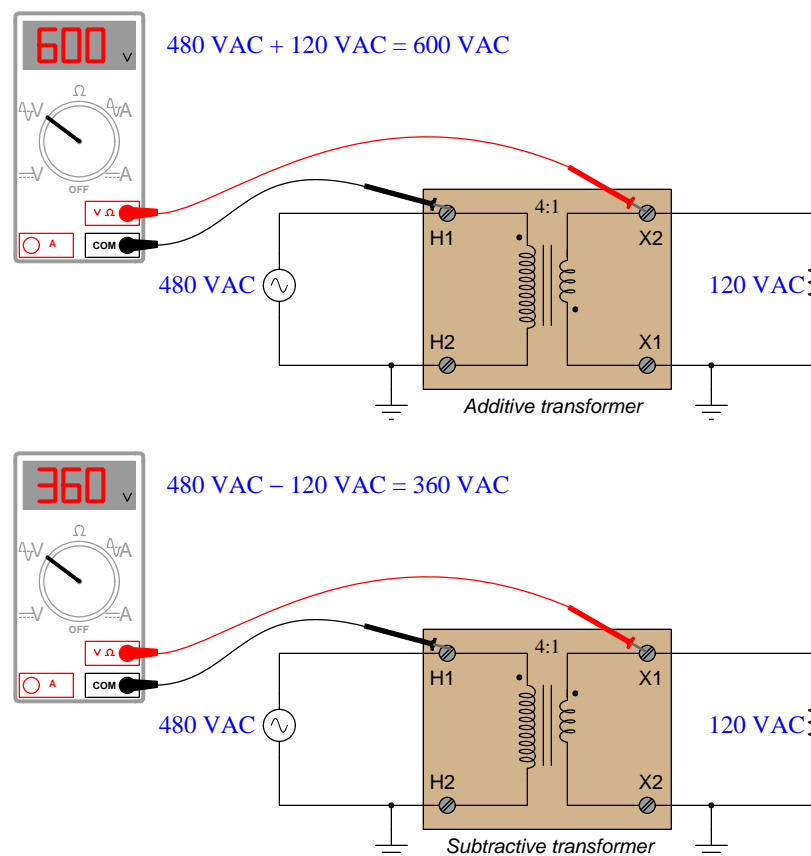 600 V
480 VAC + 120 VAC = 600 VAC
Ω
V A
V A
OFF
V Ω
A COM
4:1
H1 X2
480 VAC 120 VAC
H2 X1
Additive transformer
360 V
480 VAC − 120 VAC = 360 VAC
Ω
V A
V A
OFF
V Ω
A COM
4:1
H1 X1
480 VAC 120 VAC
H2 X2
Subtractive transformer